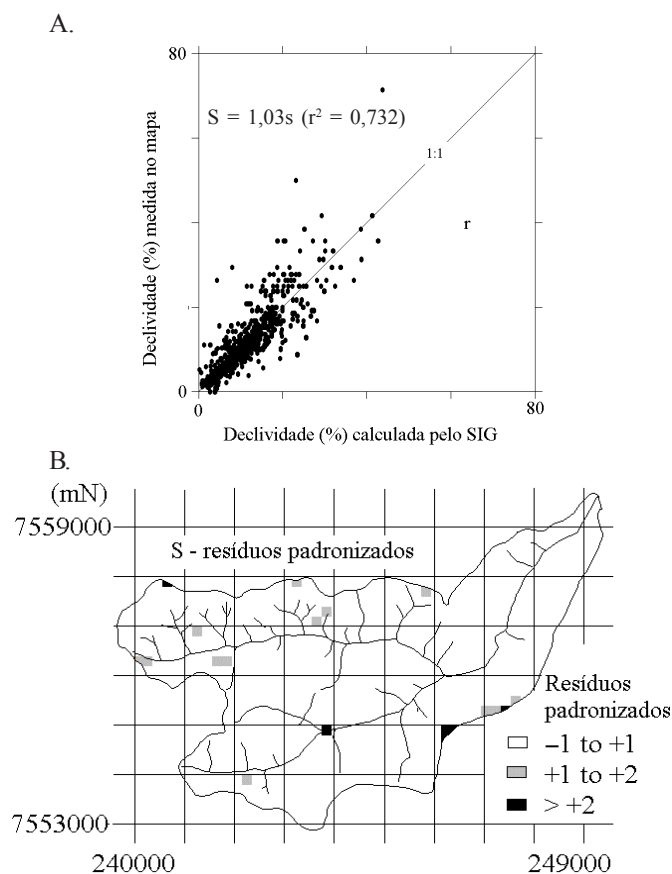 A.
80
S = 1,03s (r² = 0,732)
1:1
r
Declividade (%) medida no mapa
0
0
80
Declividade (%) calculada pelo SIG
B.
(mN)
7559000
S - resíduos padronizados
Resíduos
padronizados
–1 to +1
+1 to +2
> +2
7553000
240000
249000